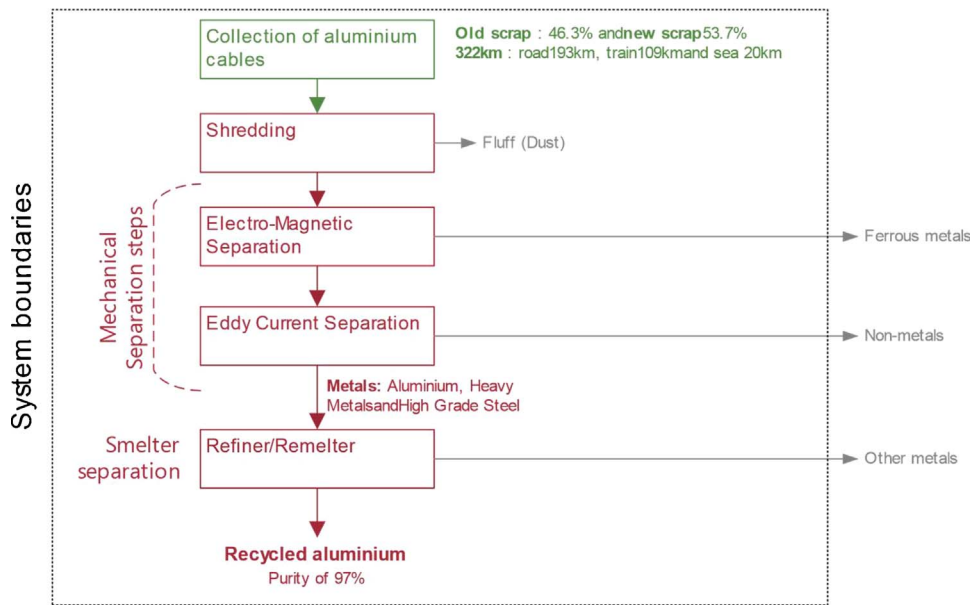 Collection of aluminium
cables
Old scrap : 46.3% andnew scrap53.7%
322km : road193km, train109kmand sea 20km
Shredding
Fluff (Dust)
Electro-Magnetic
Separation
Ferrous metals
Mechanical
Separation steps
System boundaries
Eddy Current Separation
Non-metals
Metals: Aluminium, Heavy
MetalsandHigh Grade Steel
Smelter
separation
Refiner/Remelter
Other metals
Recycled aluminium
Purity of 97%